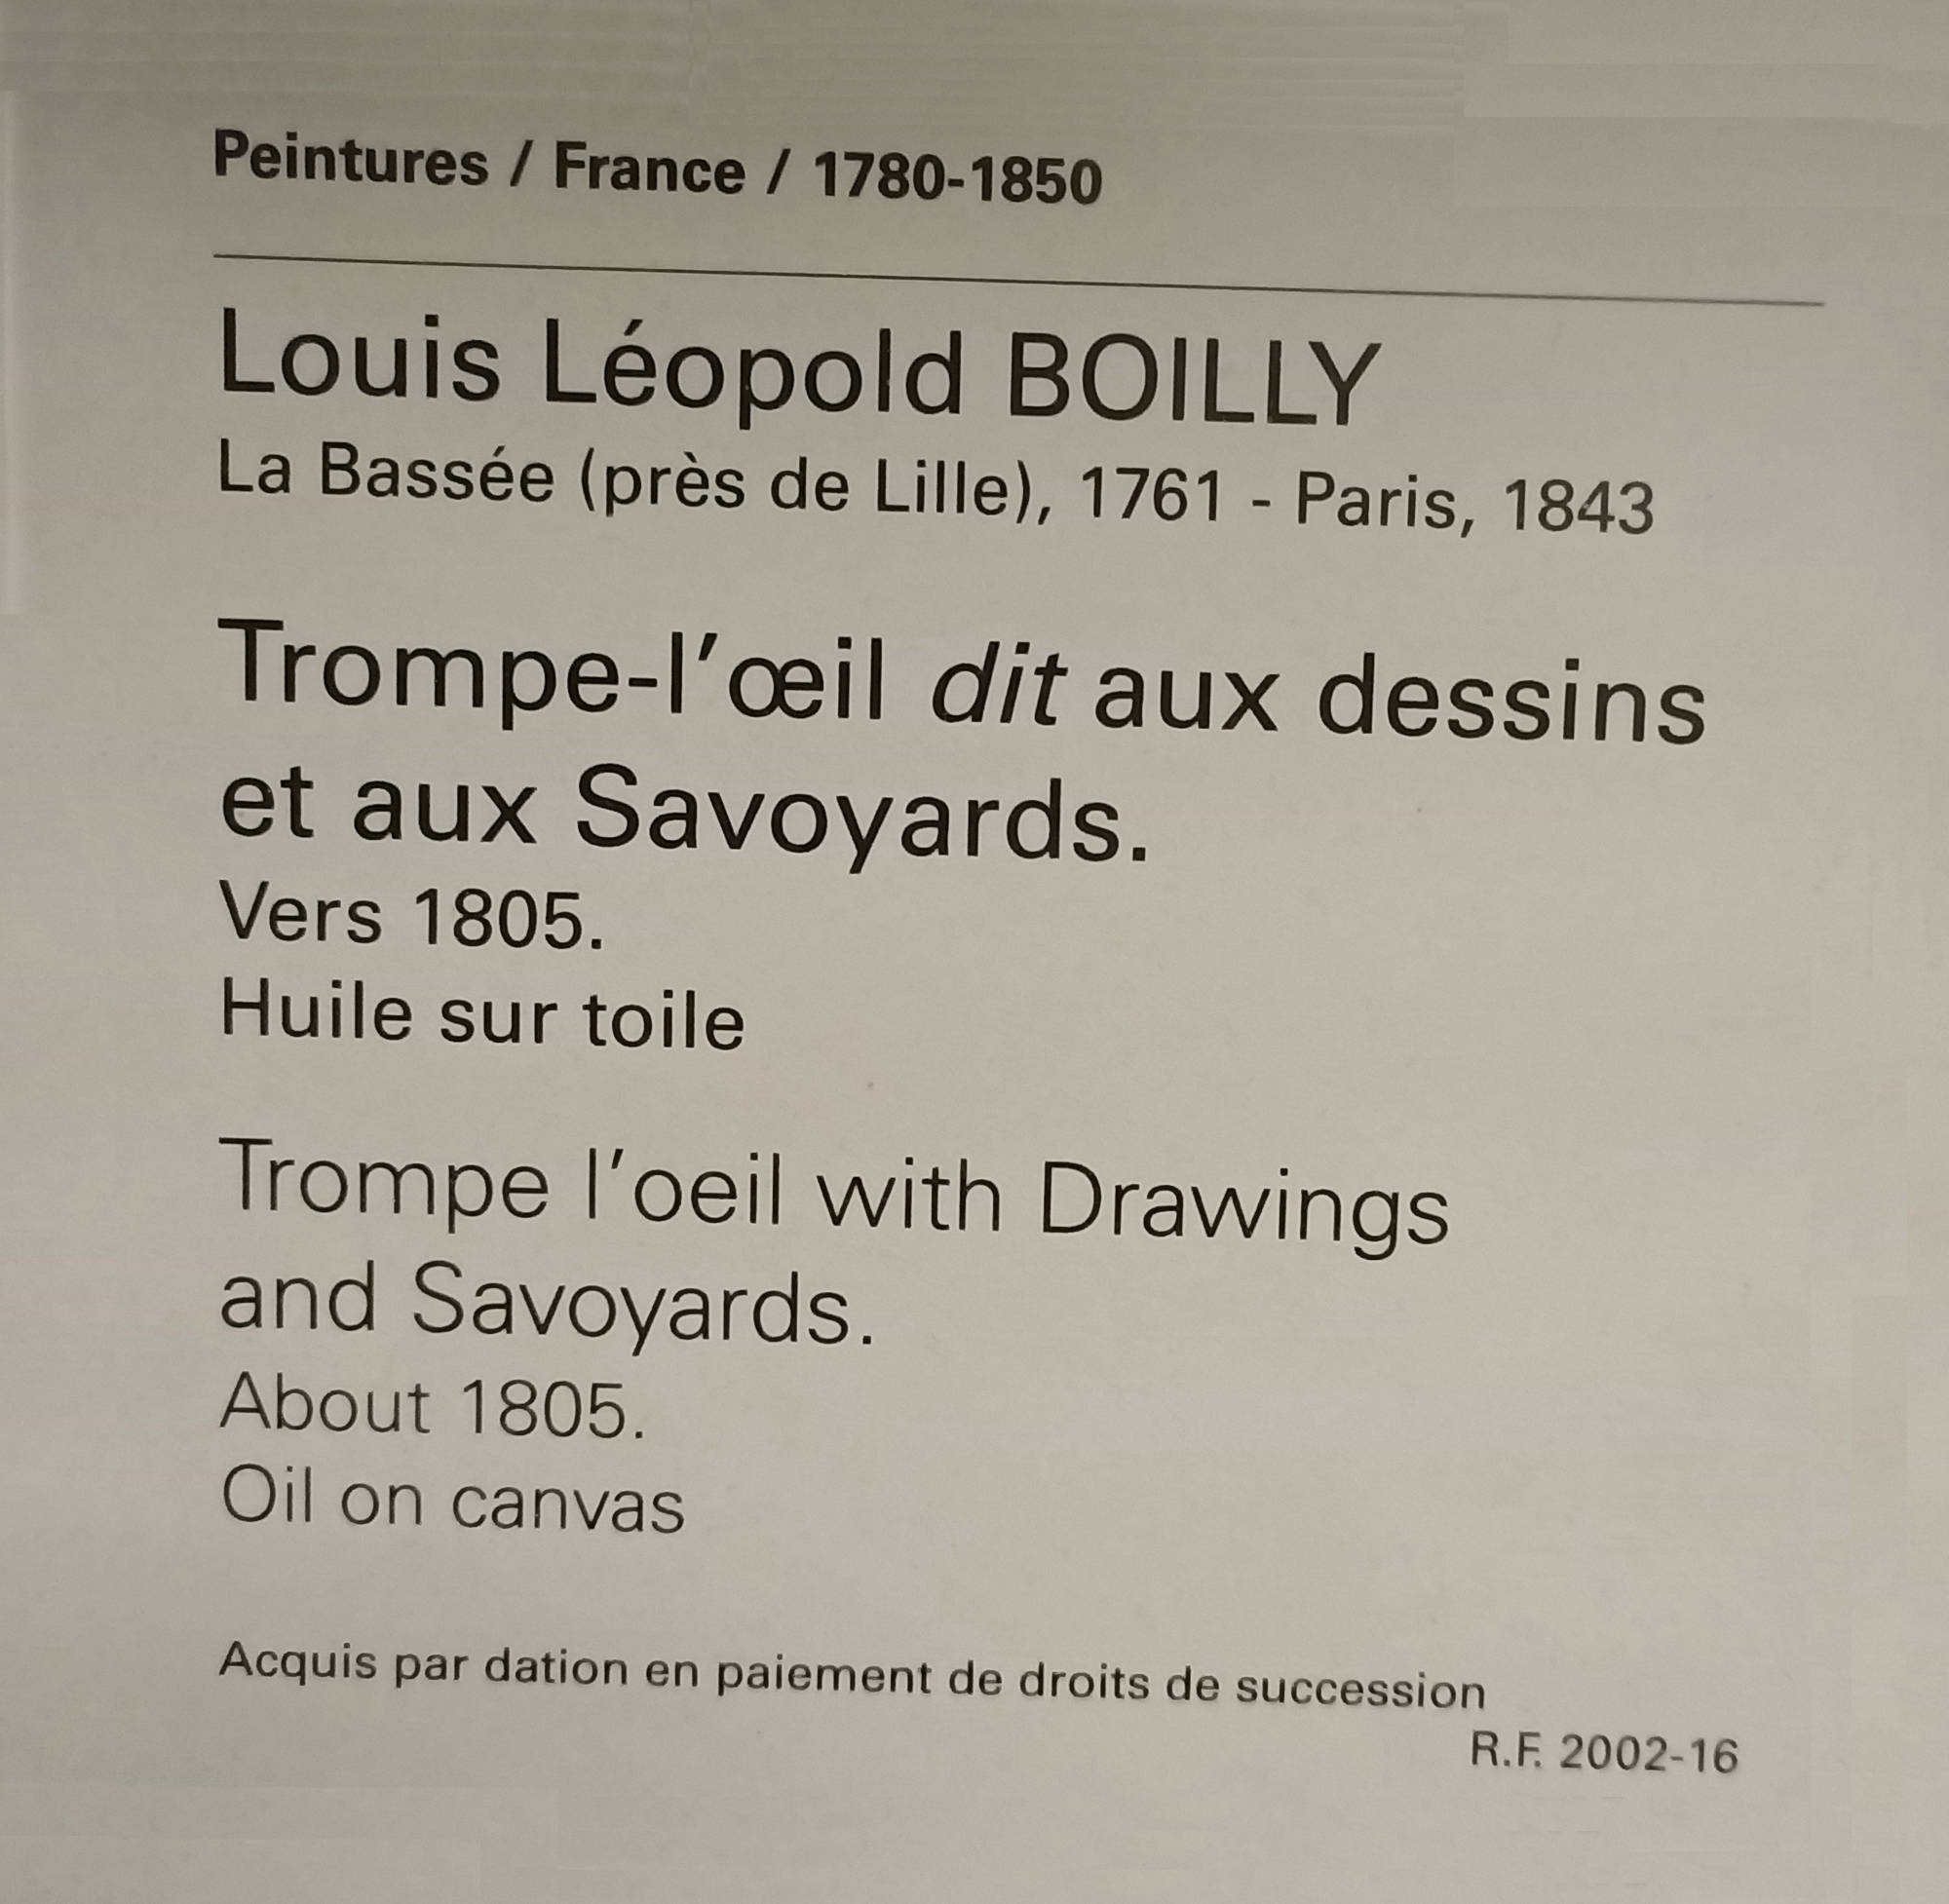 Peintures / France / 1780-1850
Louis Léopold BOILLY
La Bassée (près de Lille), 1761 - Paris, 1843
Trompe-l'œil dit aux dessins
et aux Savoyards.
Vers 1805.
Huile sur toile
Trompe l'oeil with Drawings
and Savoyards.
About 1805.
Oil on canvas
Acquis par dation en paiement de droits de succession
R.F. 2002-16